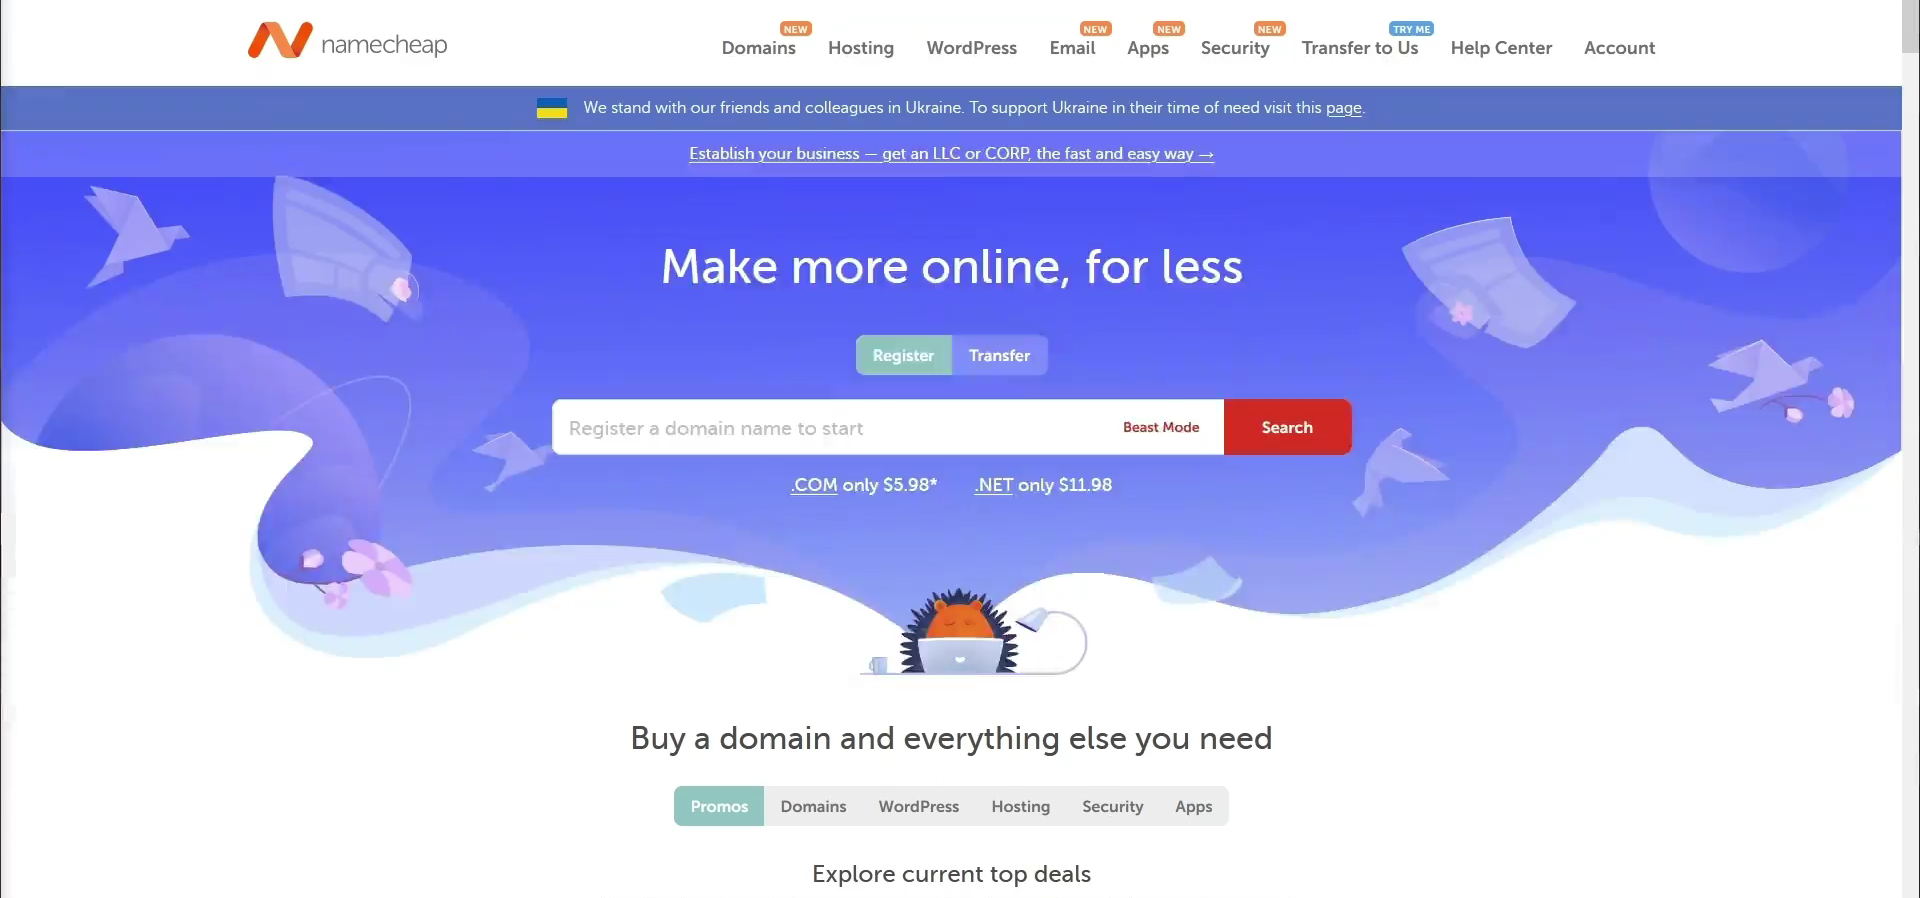 namecheap
NEW NEW NEW NEW TRY ME
Domains Hosting WordPress Email Apps Security Transfer to Us Help Center Account
We stand with our friends and colleagues in Ukraine. To support Ukraine in their time of need visit this page.
Establish your business — get an LLC or CORP, the fast and easy way →
Make more online, for less
Register Transfer
Register a domain name to start Beast Mode Search
.COM only $5.98* .NET only $11.98
Buy a domain and everything else you need
Promos Domains WordPress Hosting Security Apps
Explore current top deals